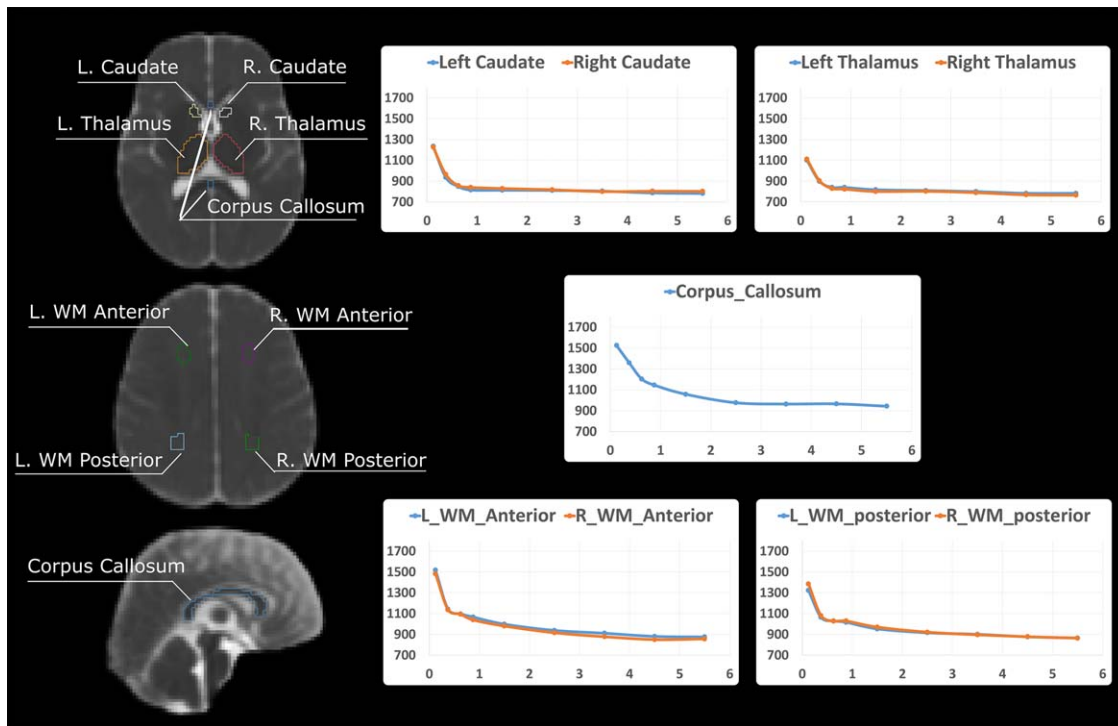 L. Caudate
R. Caudate
L. Thalamus
R. Thalamus
Corpus Callosum
L. WM Anterior
R. WM Anterior
L. WM Posterior
R. WM Posterior
Corpus Callosum
Left Caudate Right Caudate
1700
1500
1300
1100
900
700
0 1 2 3 4 5 6
Left Thalamus Right Thalamus
1700
1500
1300
1100
900
700
0 1 2 3 4 5 6
Corpus_Callosum
1700
1500
1300
1100
900
700
0 1 2 3 4 5 6
L_WM_Anterior R_WM_Anterior
1700
1500
1300
1100
900
700
0 1 2 3 4 5 6
L_WM_posterior R_WM_posterior
1700
1500
1300
1100
900
700
0 1 2 3 4 5 6